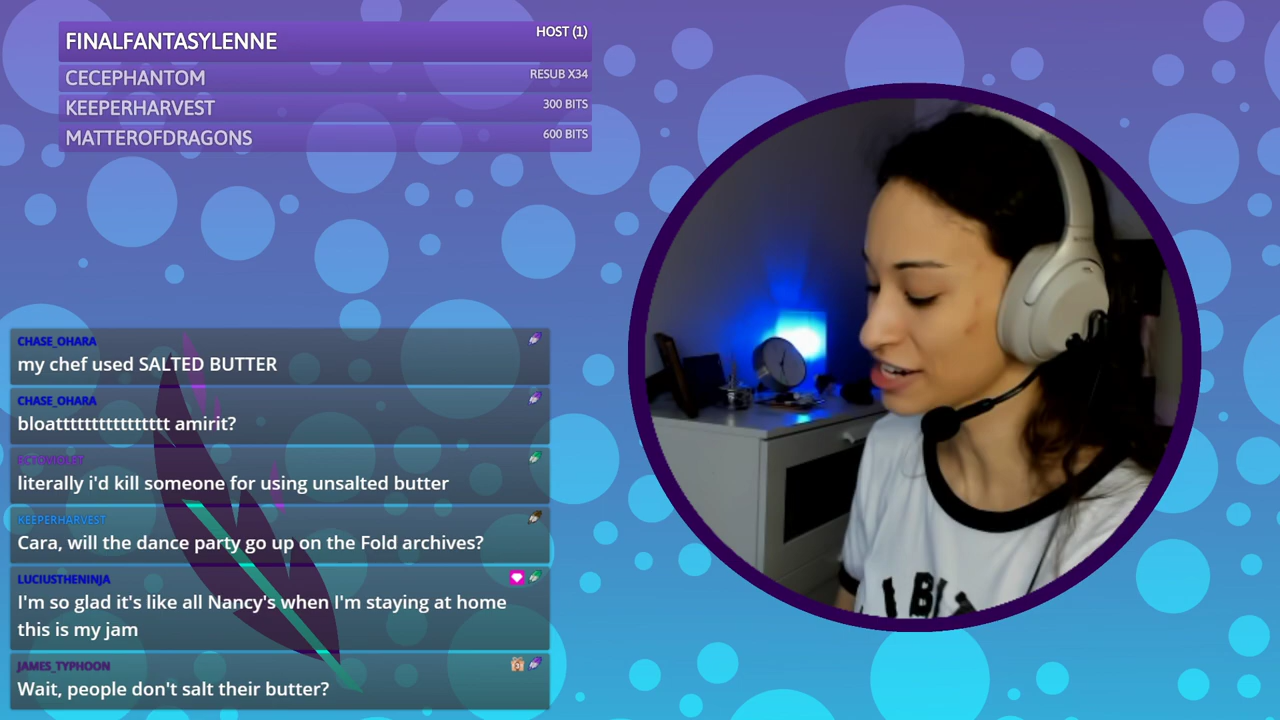 FINALFANTASYLENNE HOST (1)
CECEPHANTOM RESUB X34
KEEPERHARVEST 300 BITS
MATTEROFDRAGONS 600 BITS
CHASE_OHARA
my chef used SALTED BUTTER
CHASE_OHARA
bloatttttttttttttttt amirit?
ECTOVIOLET
literally i'd kill someone for using unsalted butter
KEEPERHARVEST
Cara, will the dance party go up on the Fold archives?
LUCIUSTHENINJA
I'm so glad it's like all Nancy's when I'm staying at home
this is my jam
JAMES_TYPHOON
Wait, people don't salt their butter?